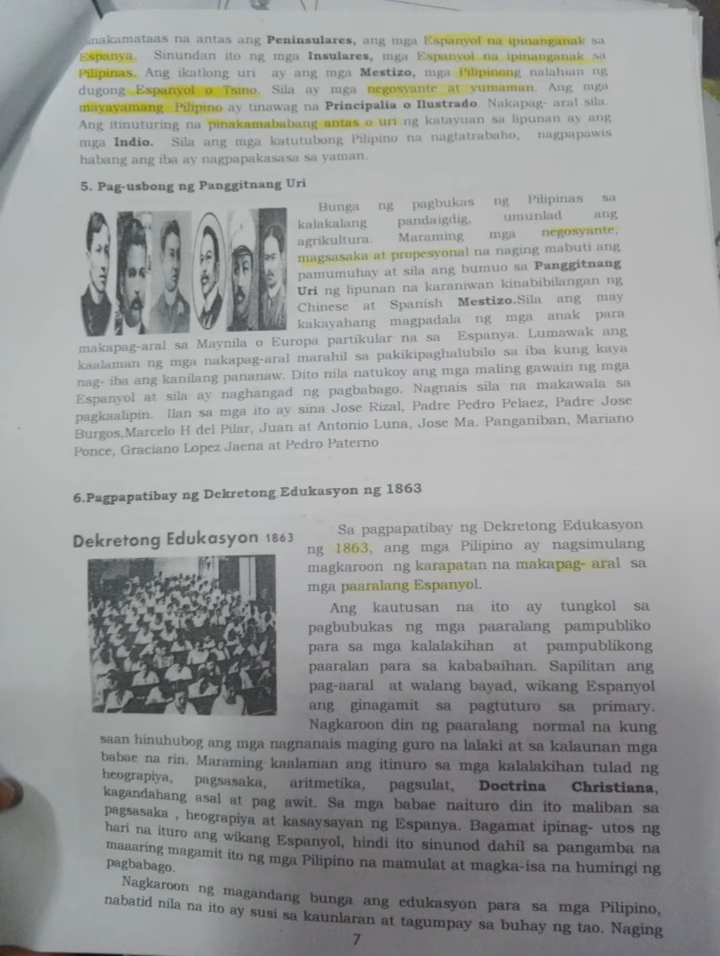 nakamataas na antas ang Peninsulares, ang mga Espanyol na ipinanganak sa
Espanya. Sinundan ito ng mga Insulares, mga Espanyol na ipinanganak sa
Pilipinas. Ang ikatlong uri ay ang mga Mestizo, mga Pilipinong nalahian ng
dugong Espanyol o Tsino. Sila ay mga negosyante at yumaman. Ang mga
mayayamang Pilipino ay tinawag na Principalia o Ilustrado. Nakapag- aral sila.
Ang itinuturing na pinakamababang antas o uri ng katayuan sa lipunan ay ang
mga Indio. Sila ang mga katutubong Pilipino na nagtatrabaho, nagpapawis
habang ang iba ay nagpapakasasa sa yaman.
5. Pag-usbong ng Panggitnang Uri
Bunga ng pagbukas ng Pilipinas sa
kalakalang pandaigdig, umunlad ang
agrikultura. Maraming mga negosyante,
magsasaka at propesyonal na naging mabuti ang
pamumuhay at sila ang bumuo sa Panggitnang
Uri ng lipunan na karaniwan kinabibilangan ng
Chinese at Spanish Mestizo.Sila ang may
kakayahang magpadala ng mga anak para
makapag-aral sa Maynila o Europa partikular na sa Espanya. Lumawak ang
kaalaman ng mga nakapag-aral marahil sa pakikipaghalubilo sa iba kung kaya
nag- iba ang kanilang pananaw. Dito nila natukoy ang mga maling gawain ng mga
Espanyol at sila ay naghangad ng pagbabago. Nagnais sila na makawala sa
pagkaalipin. Ilan sa mga ito ay sina Jose Rizal, Padre Pedro Pelaez, Padre Jose
Burgos,Marcelo H del Pilar, Juan at Antonio Luna, Jose Ma. Panganiban, Mariano
Ponce, Graciano Lopez Jaena at Pedro Paterno
6.Pagpapatibay ng Dekretong Edukasyon ng 1863
Dekretong Edukasyon 1863
Sa pagpapatibay ng Dekretong Edukasyon
ng 1863, ang mga Pilipino ay nagsimulang
magkaroon ng karapatan na makapag- aral sa
mga paaralang Espanyol.
Ang kautusan na ito ay tungkol sa
pagbubukas ng mga paaralang pampubliko
para sa mga kalalakihan at pampublikong
paaralan para sa kababaihan. Sapilitan ang
pag-aaral at walang bayad, wikang Espanyol
ang ginagamit sa pagtuturo sa primary.
Nagkaroon din ng paaralang normal na kung
saan hinuhubog ang mga nagnanais maging guro na lalaki at sa kalaunan mga
babae na rin. Maraming kaalaman ang itinuro sa mga kalalakihan tulad ng
heograpiya, pagsasaka, aritmetika, pagsulat, Doctrina Christiana,
kagandahang asal at pag awit. Sa mga babae naituro din ito maliban sa
pagsasaka , heograpiya at kasaysayan ng Espanya. Bagamat ipinag- utos ng
hari na ituro ang wikang Espanyol, hindi ito sinunod dahil sa pangamba na
maaaring magamit ito ng mga Pilipino na mamulat at magka-isa na humingi ng
pagbabago.
Nagkaroon ng magandang bunga ang edukasyon para sa mga Pilipino,
nabatid nila na ito ay susi sa kaunlaran at tagumpay sa buhay ng tao. Naging
7